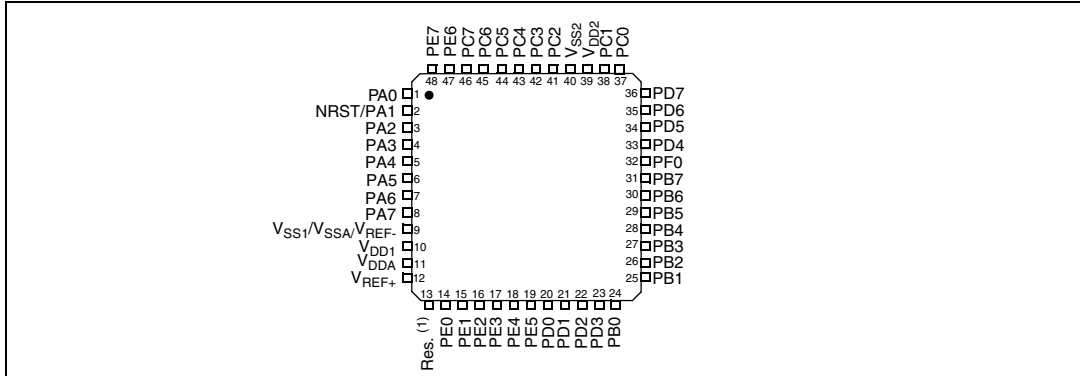 PE7
PE6
PC7
PC6
PC5
PC4
PC3
PC2
VSS2
VDD2
PC1
PC0
48 47 46 45 44 43 42 41 40 39 38 37
PA0 1
NRST/PA1 2
PA2 3
PA3 4
PA4 5
PA5 6
PA6 7
PA7 8
VSS1/VSSA/VREF- 9
VDD1 10
VDDA 11
VREF+ 12
36 PD7
35 PD6
34 PD5
33 PD4
32 PF0
31 PB7
30 PB6
29 PB5
28 PB4
27 PB3
26 PB2
25 PB1
13 14 15 16 17 18 19 20 21 22 23 24
Res. (1)
PE0
PE1
PE2
PE3
PE4
PE5
PD0
PD1
PD2
PD3
PB0